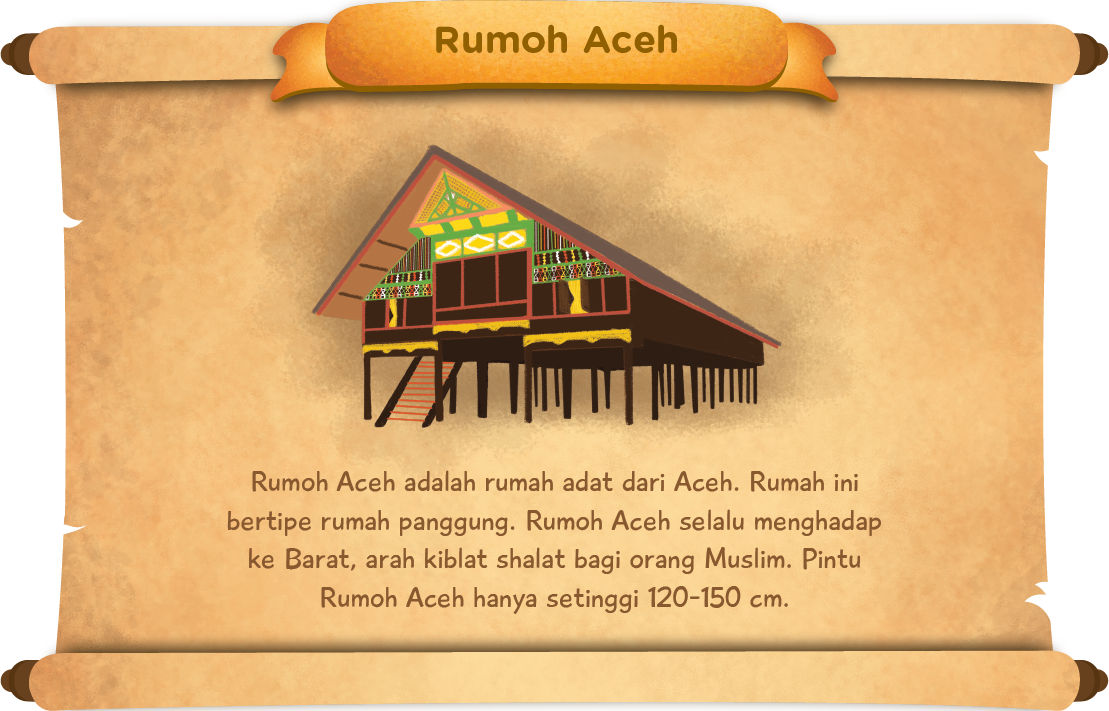 Rumoh Aceh
Rumoh Aceh adalah rumah adat dari Aceh. Rumah ini
bertipe rumah panggung. Rumoh Aceh selalu menghadap
ke Barat, arah kiblat shalat bagi orang Muslim. Pintu
Rumoh Aceh hanya setinggi 120-150 cm.